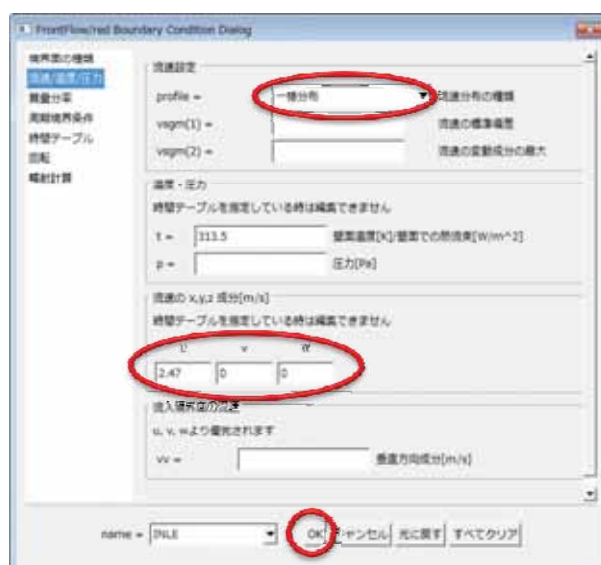 FrontFlow/red Boundary Condition Dialog
境界面の種類
流速/温度/圧力
質量分率
周期境界条件
時間テーブル
回転
輻射計算
流速設定
profile = 一様分布 流速分布の種類
vsgm(1) = 流速の標準偏差
vsgm(2) = 流速の変動成分の最大
温度・圧力
時間テーブルを指定している時は編集できません
t = 313.5 壁面温度[K]/壁面での熱流束[W/m^2]
p = 圧力[Pa]
流速の x,y,z 成分[m/s]
時間テーブルを指定している時は編集できません
U v w
2.47 0 0
流入境界面の流速
u, v, wより優先されます
vv = 垂直方向成分[m/s]
name = INLE OK キャンセル 元に戻す すべてクリア